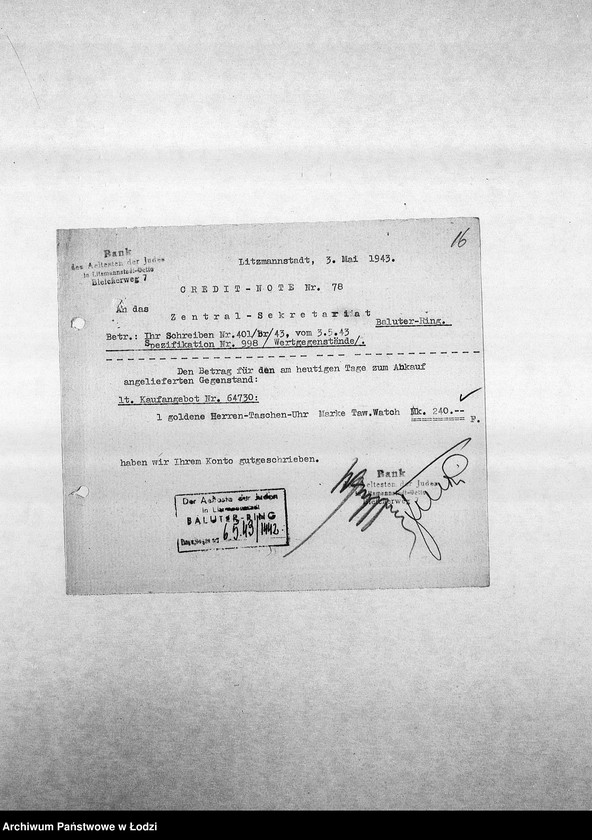 16
Bank
des Aeltesten der Juden
in Litzmannstadt-Getto
Bleicherweg 7
Litzmannstadt, 3. Mai 1943.
CREDIT-NOTE Nr. 78
An das
Zentral-Sekretariat
Baluter-Ring.
Betr.: Ihr Schreiben Nr.401/Br/43, vom 3.5.43
Spezifikation Nr. 998 / Wertgegenstände/.
Den Betrag für den am heutigen Tage zum Abkauf
angelieferten Gegenstand:
lt. Kaufangebot Nr. 64730:
1 goldene Herren-Taschen-Uhr Marke Taw.Watch Mk. 240.--
P.
haben wir Ihrem Konto gutgeschrieben.
Bank
eltesten der Juden
Litzmannstadt-Getto
Bleicherweg
Der Aelteste der Juden
in Litzmannstadt
BALUTER-RING
6.5.43/1442
Archiwum Państwowe w Łodzi